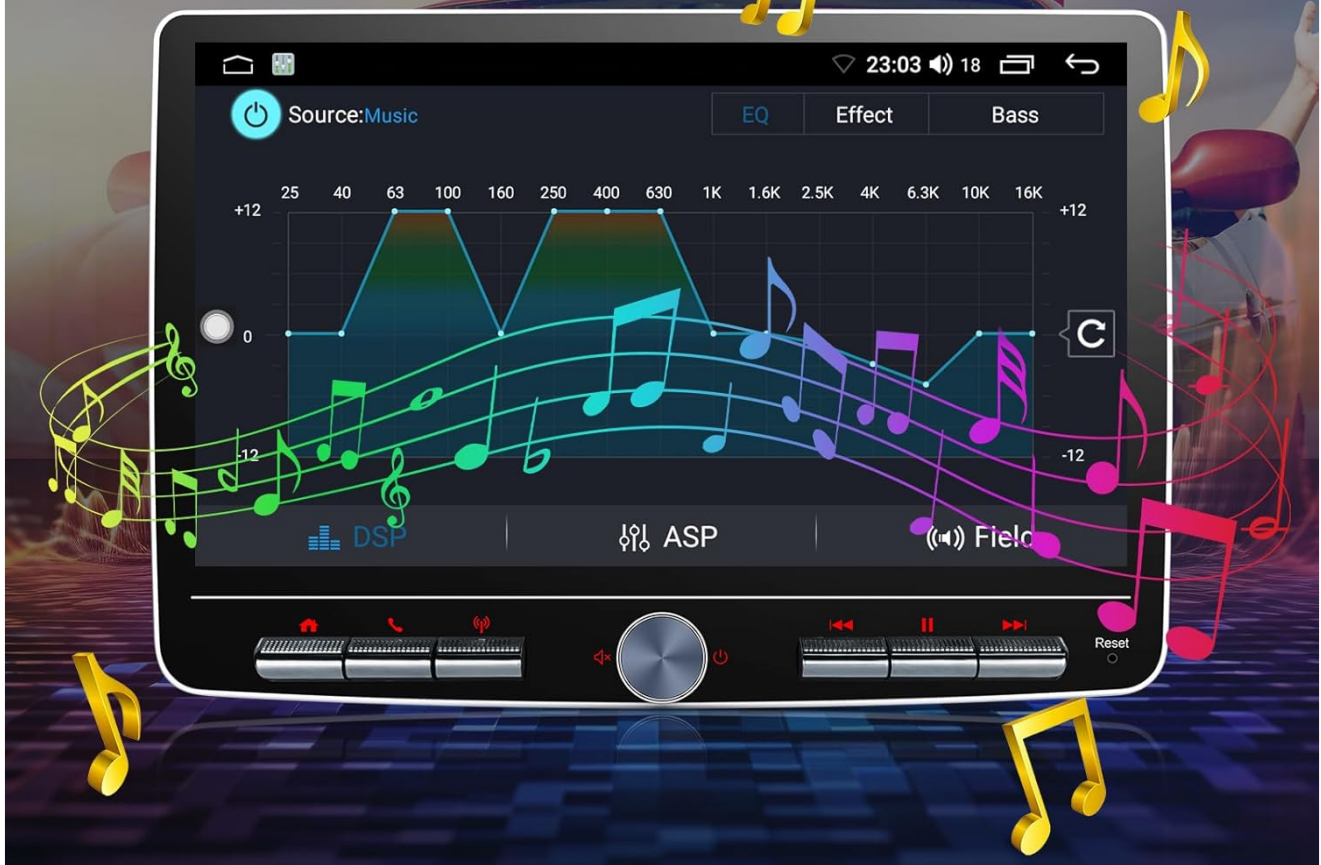 23:03 18
Source:Music
EQ Effect Bass
25 40 63 100 160 250 400 630 1K 1.6K 2.5K 4K 6.3K 10K 16K
+12 +12
0
-12 -12
DSP ASP Field
Reset